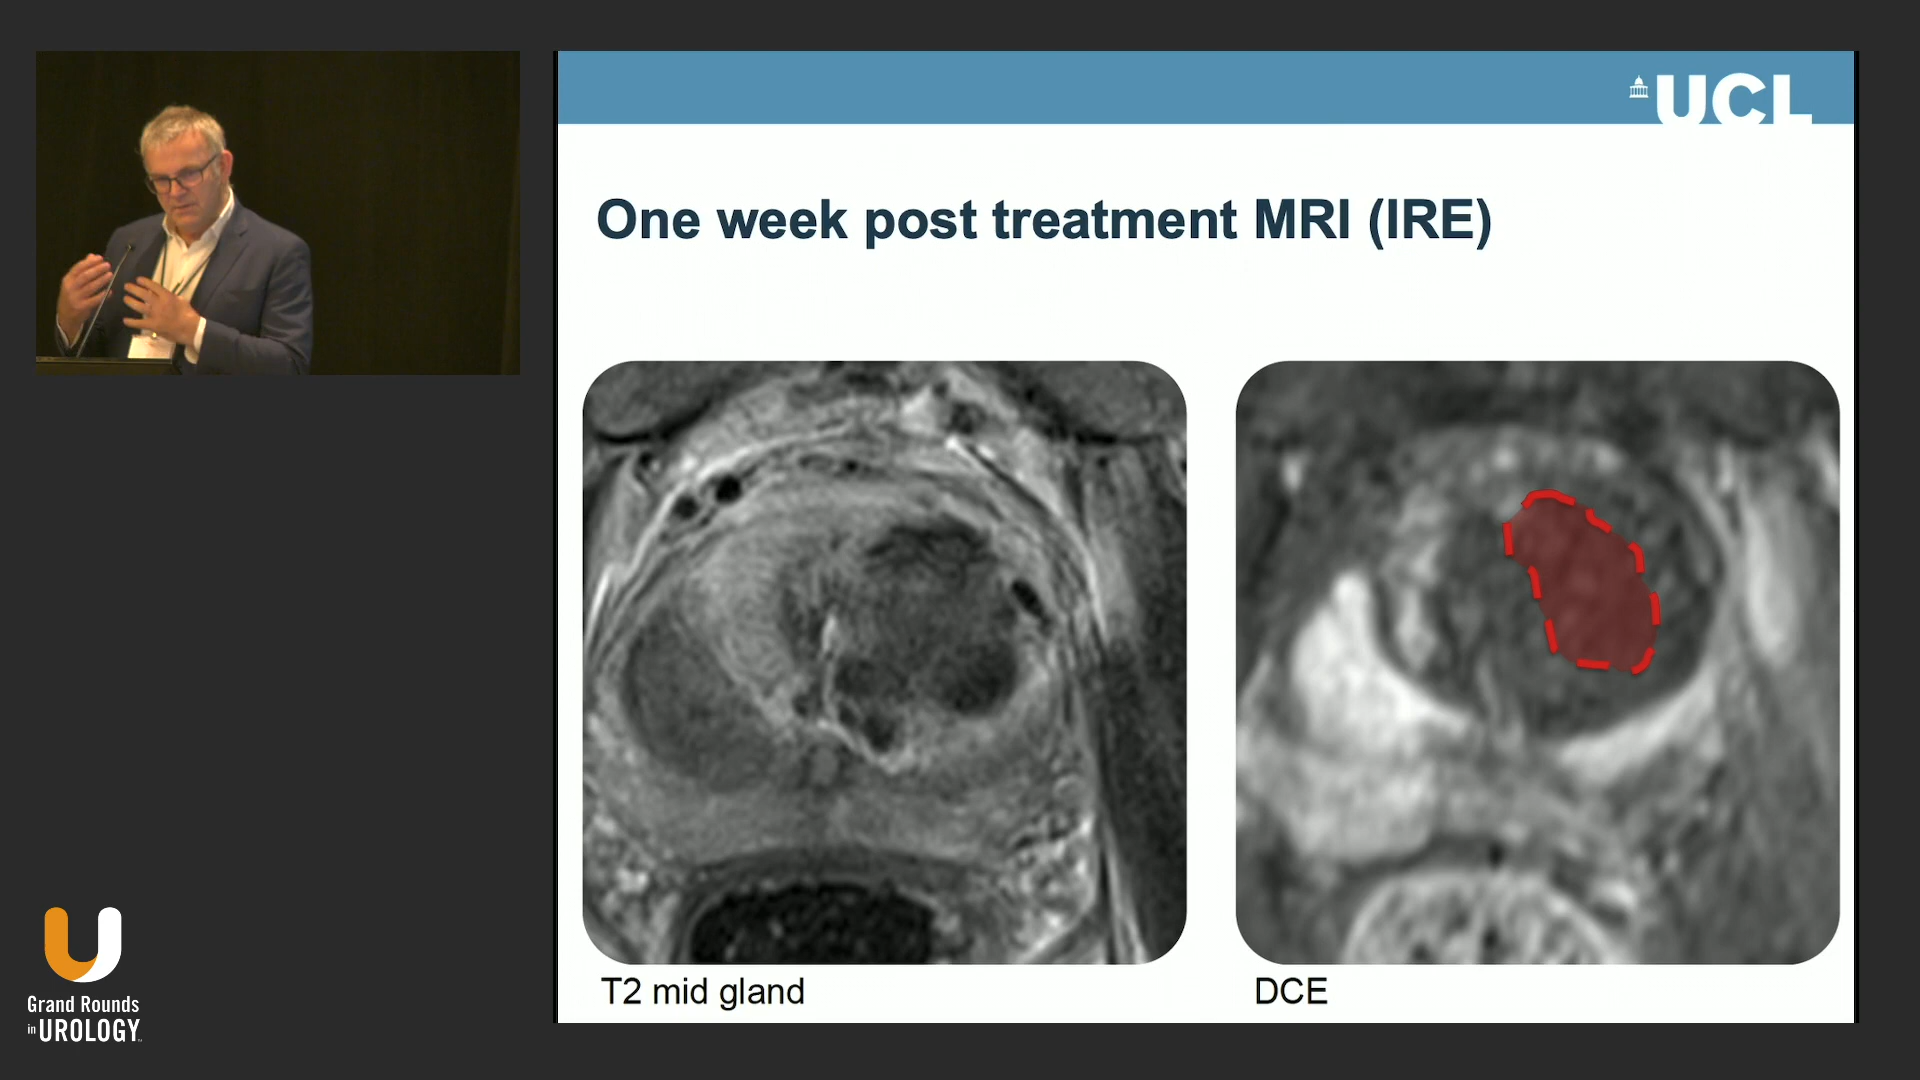 UCL
One week post treatment MRI (IRE)
T2 mid gland
DCE
Grand Rounds
in UROLOGY